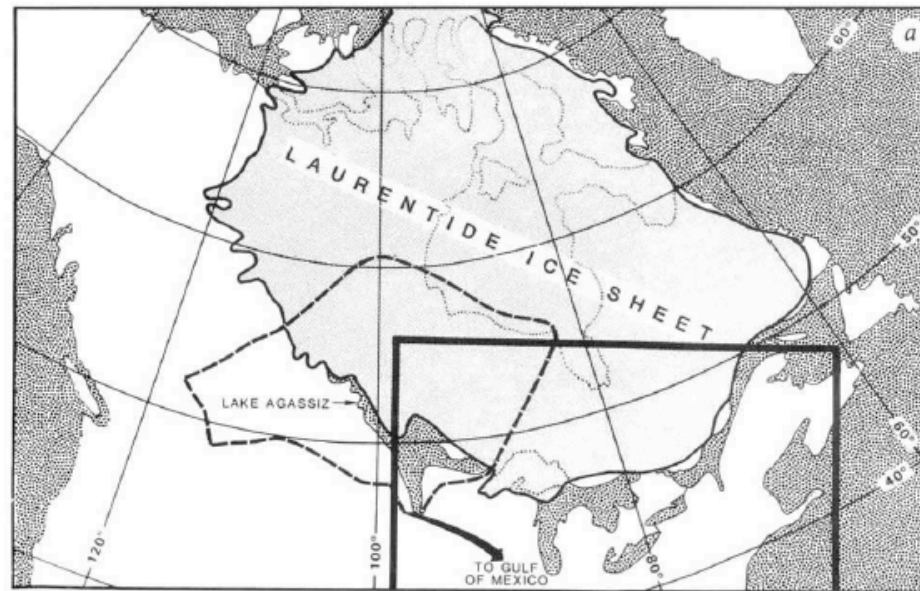 a
60°
LAURENTIDE ICE SHEET
50°
LAKE AGASSIZ
60°
40°
120°
100°
TO GULF
OF MEXICO
80°